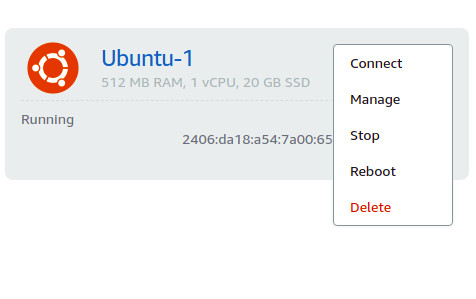 Ubuntu-1
512 MB RAM, 1 vCPU, 20 GB SSD
Running
2406:da18:a54:7a00:65
Connect
Manage
Stop
Reboot
Delete